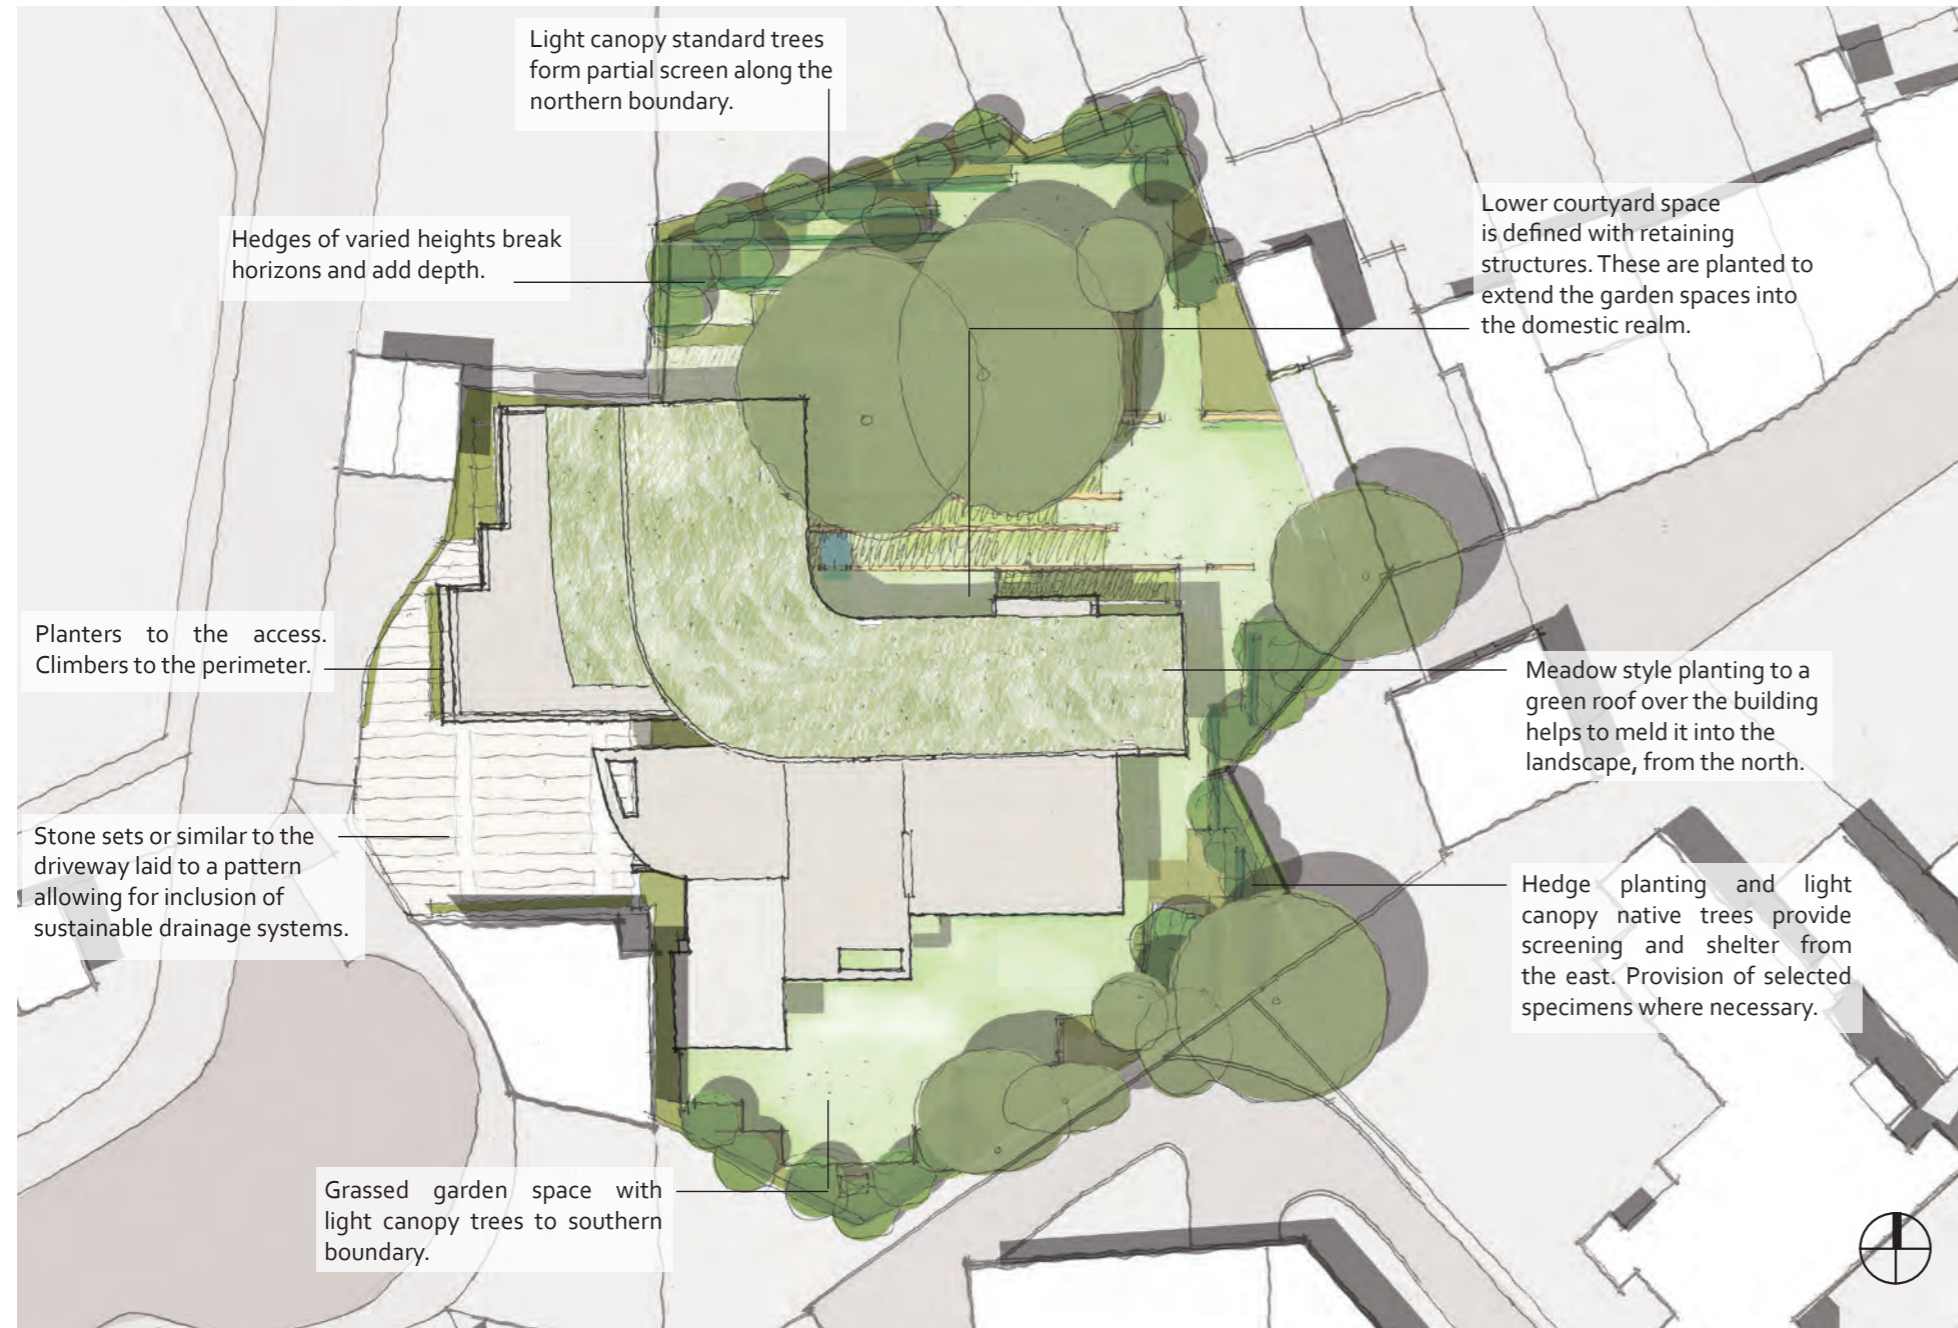 Light canopy standard trees
form partial screen along the
northern boundary.
Hedges of varied heights break
horizons and add depth.
Lower courtyard space
is defined with retaining
structures. These are planted to
extend the garden spaces into
the domestic realm.
Planters to the access.
Climbers to the perimeter.
Meadow style planting to a
green roof over the building
helps to meld it into the
landscape, from the north.
Stone sets or similar to the
driveway laid to a pattern
allowing for inclusion of
sustainable drainage systems.
Hedge planting and light
canopy native trees provide
screening and shelter from
the east. Provision of selected
specimens where necessary.
Grassed garden space with
light canopy trees to southern
boundary.